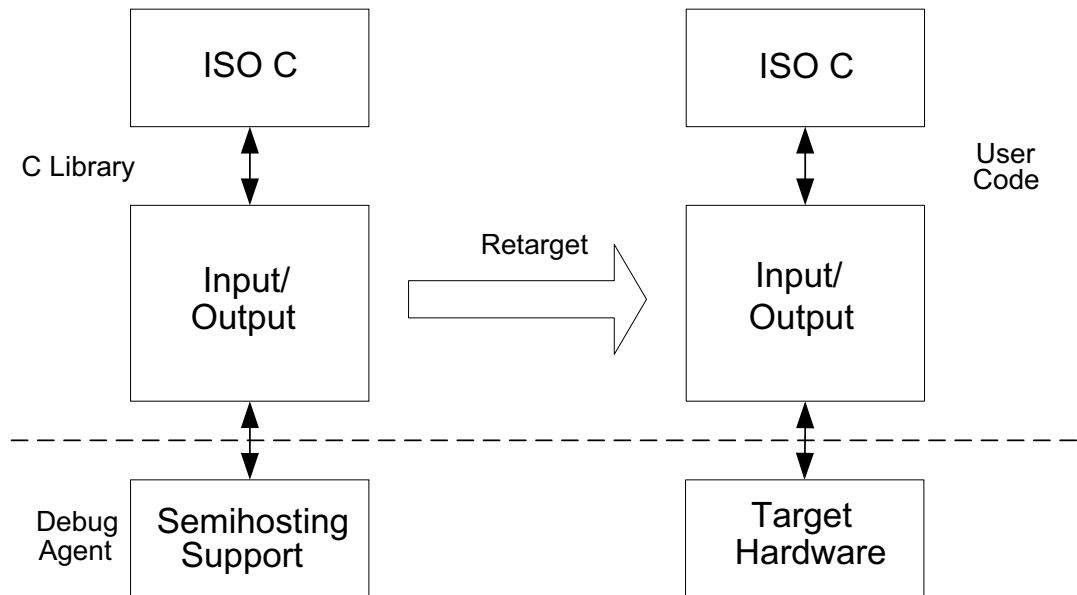 ISO C
ISO C
C Library
User
Code
Input/
Output
Retarget
Input/
Output
Debug
Agent
Semihosting
Support
Target
Hardware